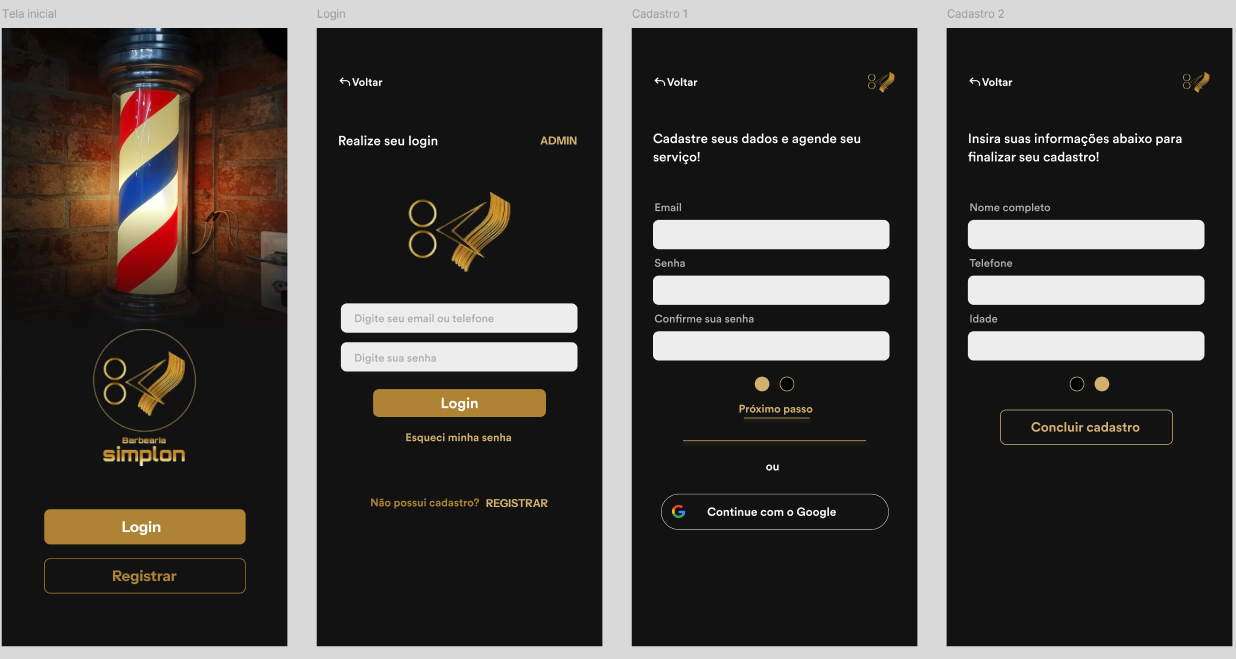 Tela inicial
Barbearia
simplon
Login
Registrar
Login
Voltar
Realize seu login
ADMIN
Digite seu email ou telefone
Digite sua senha
Login
Esqueci minha senha
Não possui cadastro? REGISTRAR
Cadastro 1
Voltar
Cadastre seus dados e agende seu
serviço!
Email
Senha
Confirme sua senha
Próximo passo
ou
Continue com o Google
Cadastro 2
Voltar
Insira suas informações abaixo para
finalizar seu cadastro!
Nome completo
Telefone
Idade
Concluir cadastro